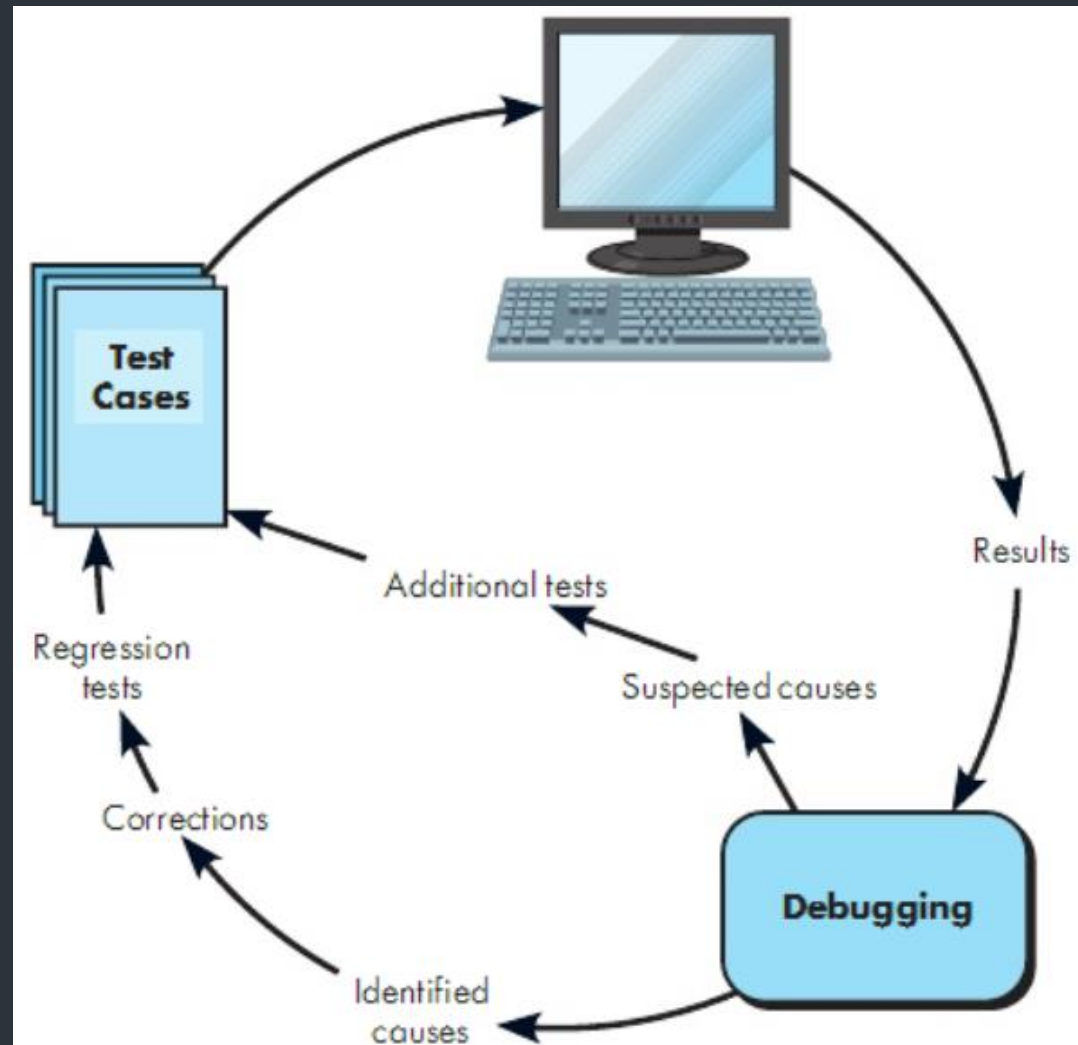 Test
Cases
Results
Additional tests
Regression
tests
Suspected causes
Corrections
Debugging
Identified
causes